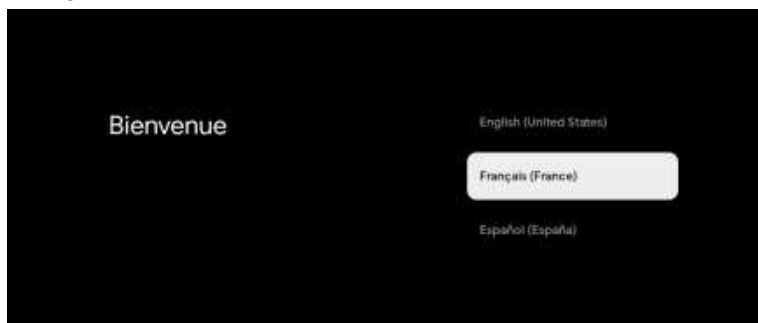 Bienvenue
English (United States)
Français (France)
Español (España)